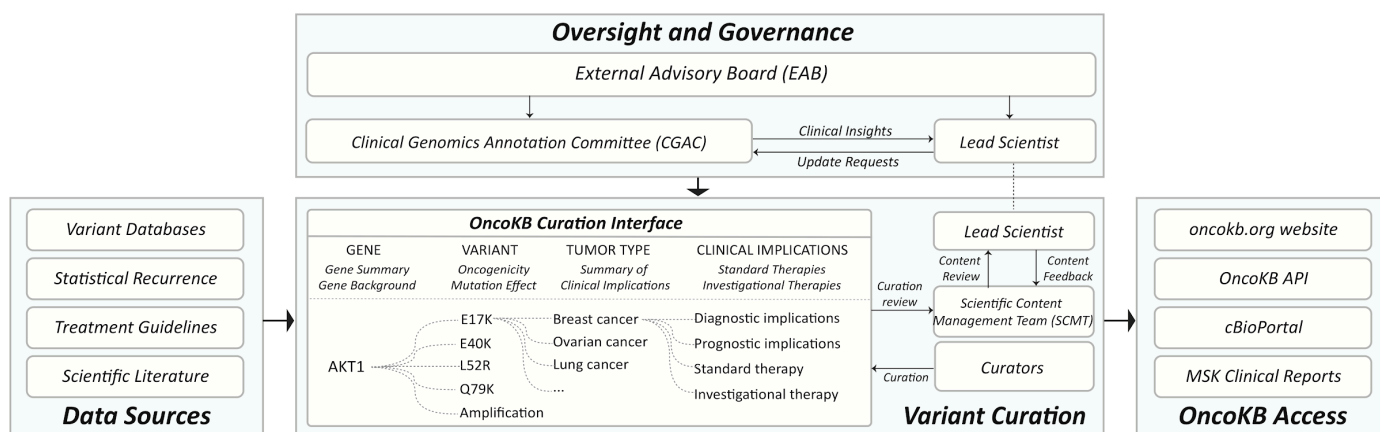 Oversight and Governance
External Advisory Board (EAB)
Clinical Genomics Annotation Committee (CGAC)
Clinical Insights
Update Requests
Lead Scientist
Variant Databases
Statistical Recurrence
Treatment Guidelines
Scientific Literature
Data Sources
OncoKB Curation Interface
GENE
Gene Summary
Gene Background
VARIANT
Oncogenicity
Mutation Effect
TUMOR TYPE
Summary of
Clinical Implications
CLINICAL IMPLICATIONS
Standard Therapies
Investigational Therapies
AKT1
E17K
E40K
L52R
Q79K
Amplification
Breast cancer
Ovarian cancer
Lung cancer
...
Diagnostic implications
Prognostic implications
Standard therapy
Investigational therapy
Curation
review
Curation
Lead Scientist
Content
Review
Content
Feedback
Scientific Content
Management Team (SCMT)
Curators
Variant Curation
oncokb.org website
OncoKB API
cBioPortal
MSK Clinical Reports
OncoKB Access